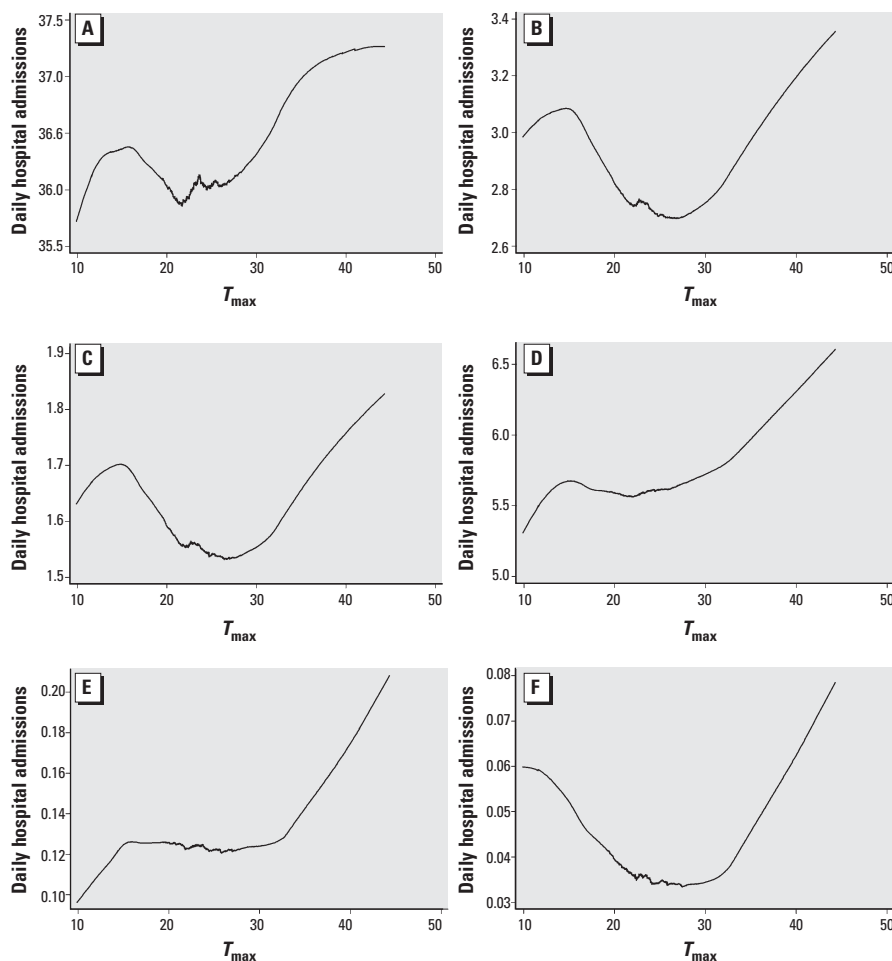 A
Daily hospital admissions
37.5
37.0
36.6
36.0
35.5
10 20 30 40 50
Tmax
B
Daily hospital admissions
3.4
3.2
3.0
2.8
2.6
10 20 30 40 50
Tmax
C
Daily hospital admissions
1.9
1.8
1.7
1.6
1.5
10 20 30 40 50
Tmax
D
Daily hospital admissions
6.5
6.0
5.5
5.0
10 20 30 40 50
Tmax
E
Daily hospital admissions
0.20
0.18
0.16
0.14
0.12
0.10
10 20 30 40 50
Tmax
F
Daily hospital admissions
0.08
0.07
0.06
0.05
0.04
0.03
10 20 30 40 50
Tmax